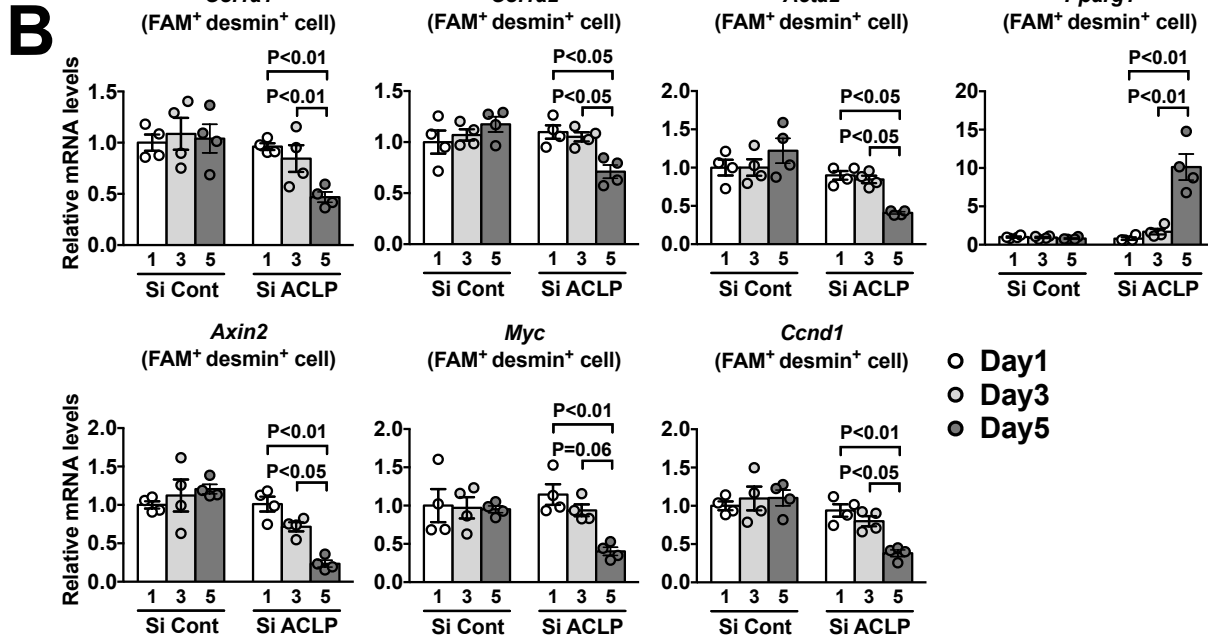 B
Acta2
Pparg1
(FAM⁺ desmin⁺ cell)
(FAM⁺ desmin⁺ cell)
(FAM⁺ desmin⁺ cell)
(FAM⁺ desmin⁺ cell)
Relative mRNA levels
1.5
1.0
0.5
0.0
P<0.01
P<0.01
1 3 5 1 3 5
Si Cont Si ACLP
1.5
1.0
0.5
0.0
P<0.05
P<0.05
1 3 5 1 3 5
Si Cont Si ACLP
2.0
1.5
1.0
0.5
0.0
P<0.05
P<0.05
1 3 5 1 3 5
Si Cont Si ACLP
20
15
10
5
0
P<0.01
P<0.01
1 3 5 1 3 5
Si Cont Si ACLP
Axin2
(FAM⁺ desmin⁺ cell)
Relative mRNA levels
2.0
1.5
1.0
0.5
0.0
P<0.01
P<0.05
1 3 5 1 3 5
Si Cont Si ACLP
Myc
(FAM⁺ desmin⁺ cell)
2.0
1.5
1.0
0.5
0.0
P<0.01
P=0.06
1 3 5 1 3 5
Si Cont Si ACLP
Ccnd1
(FAM⁺ desmin⁺ cell)
2.0
1.5
1.0
0.5
0.0
P<0.01
P<0.05
1 3 5 1 3 5
Si Cont Si ACLP
Day1
Day3
Day5